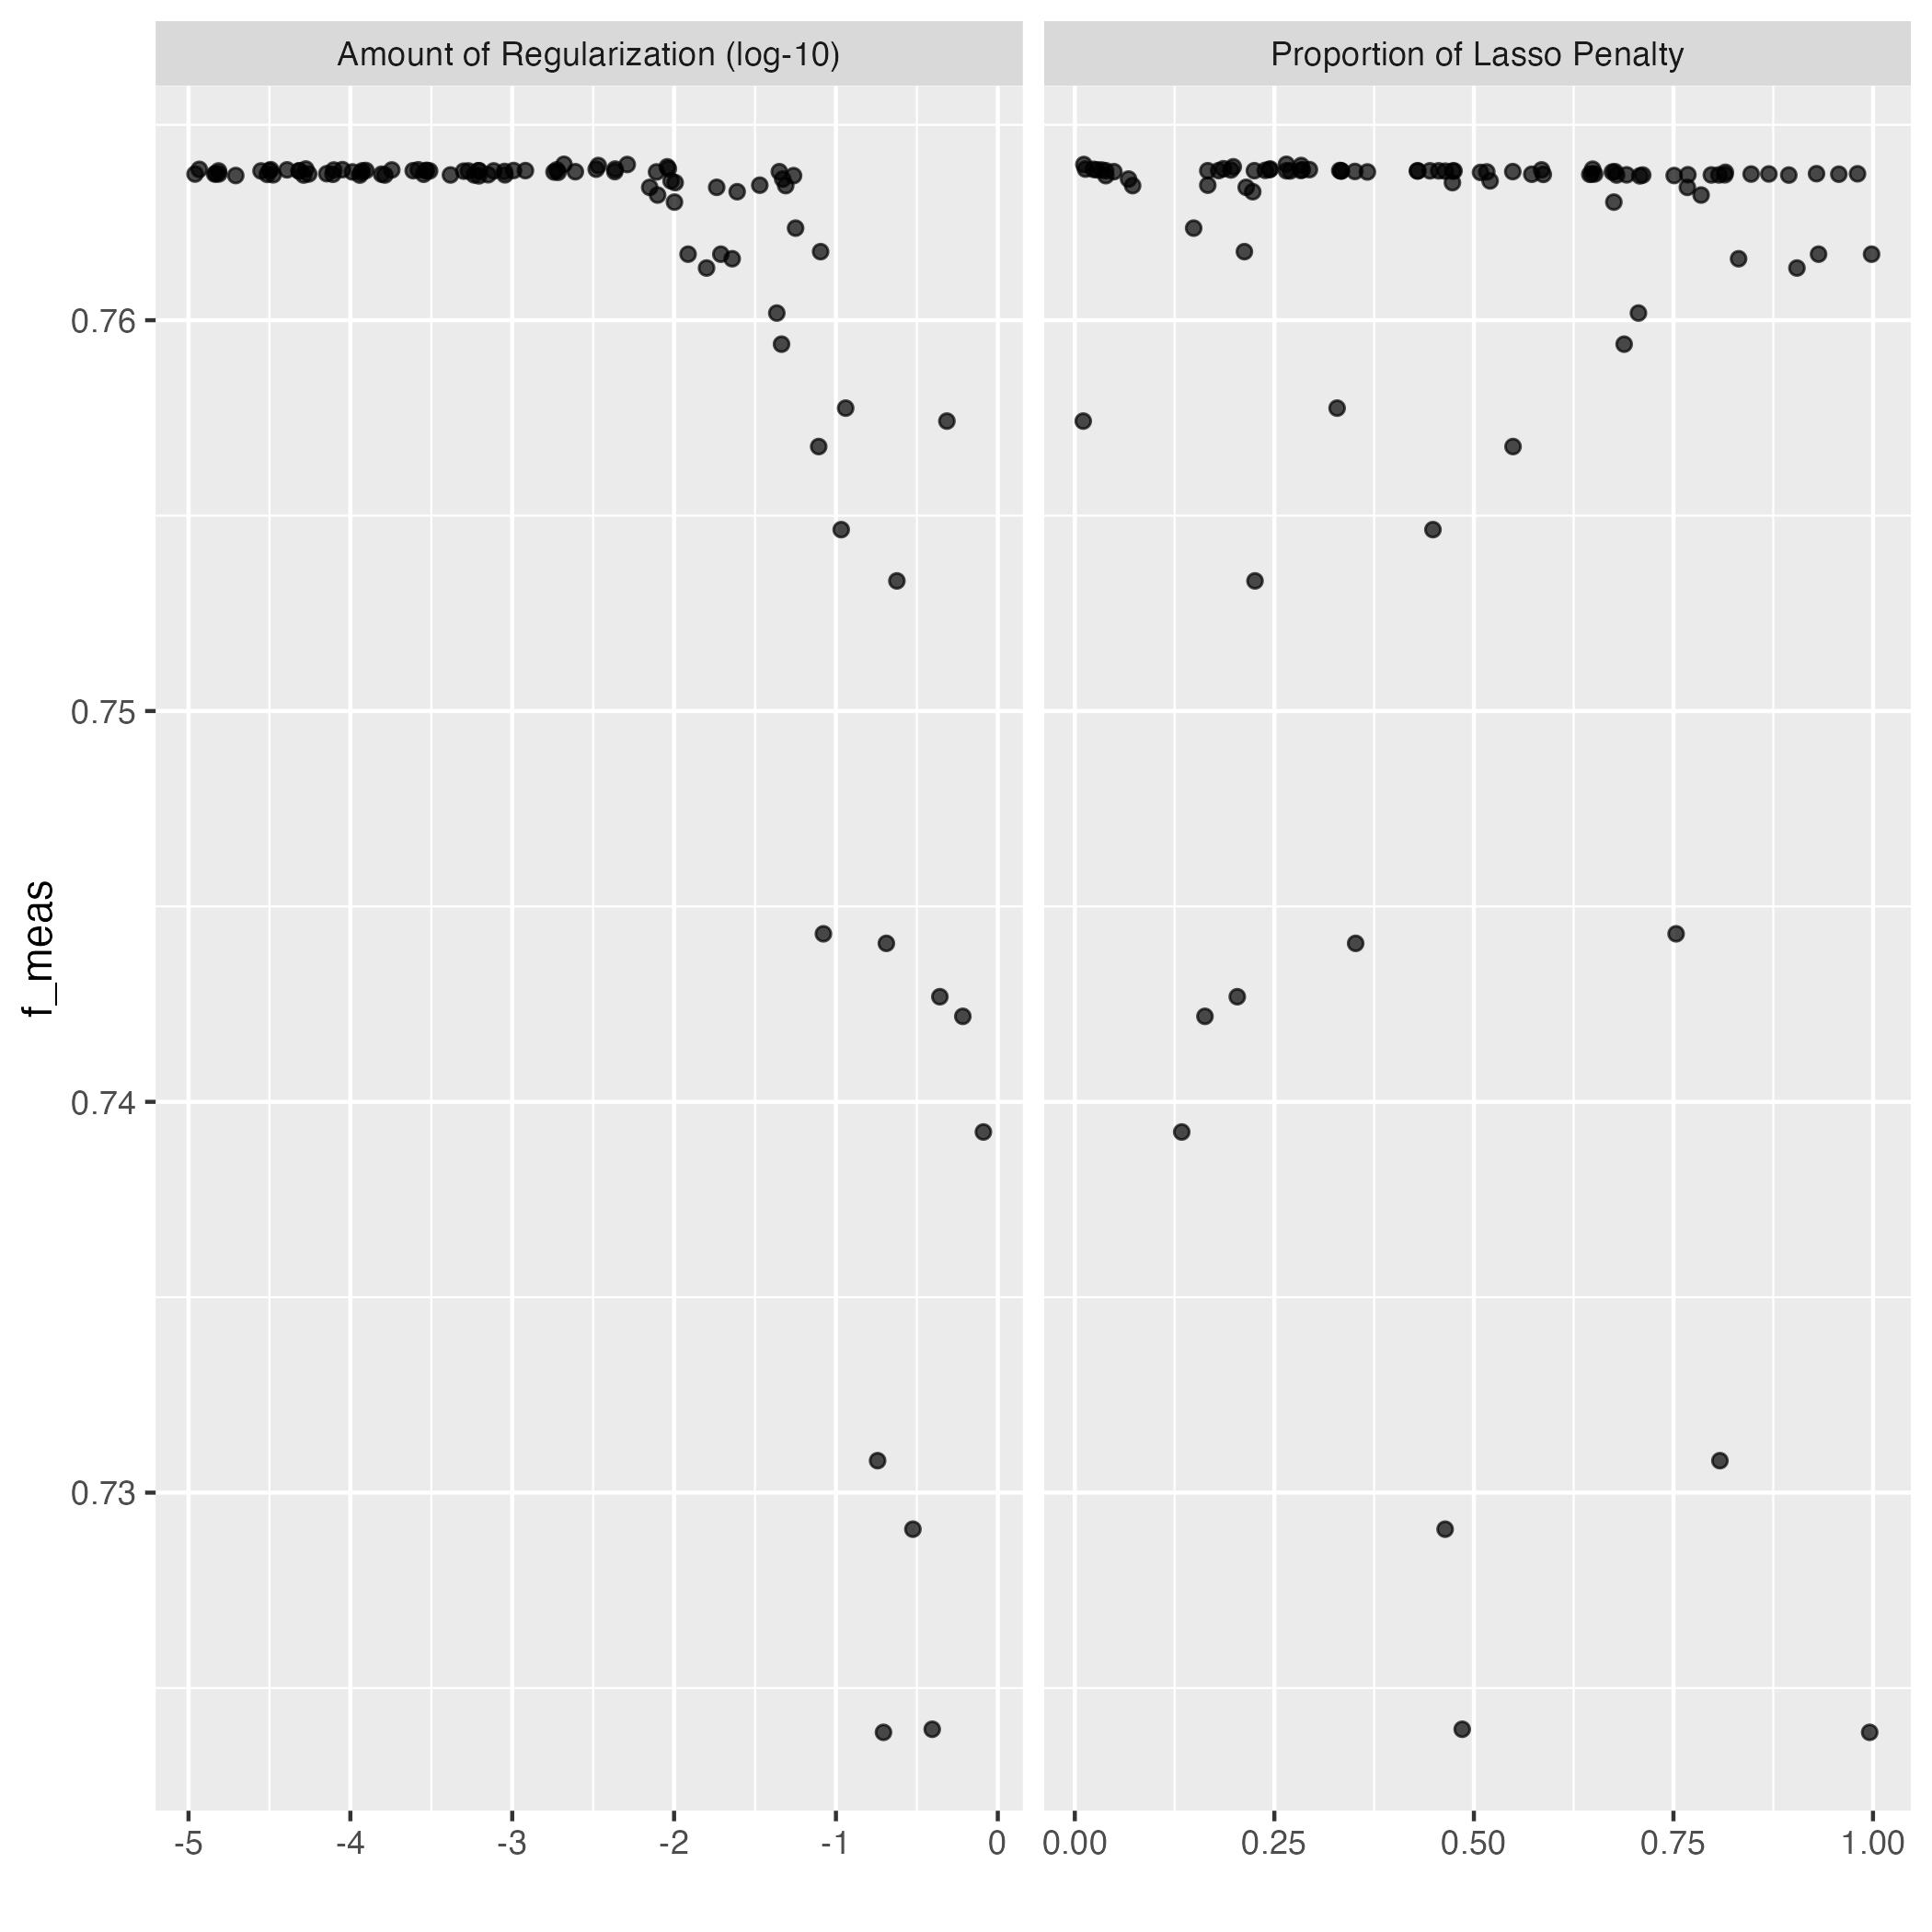 Amount of Regularization (log-10)
Proportion of Lasso Penalty
f_meas
0.76
0.75
0.74
0.73
-5 -4 -3 -2 -1 0
0.00 0.25 0.50 0.75 1.00